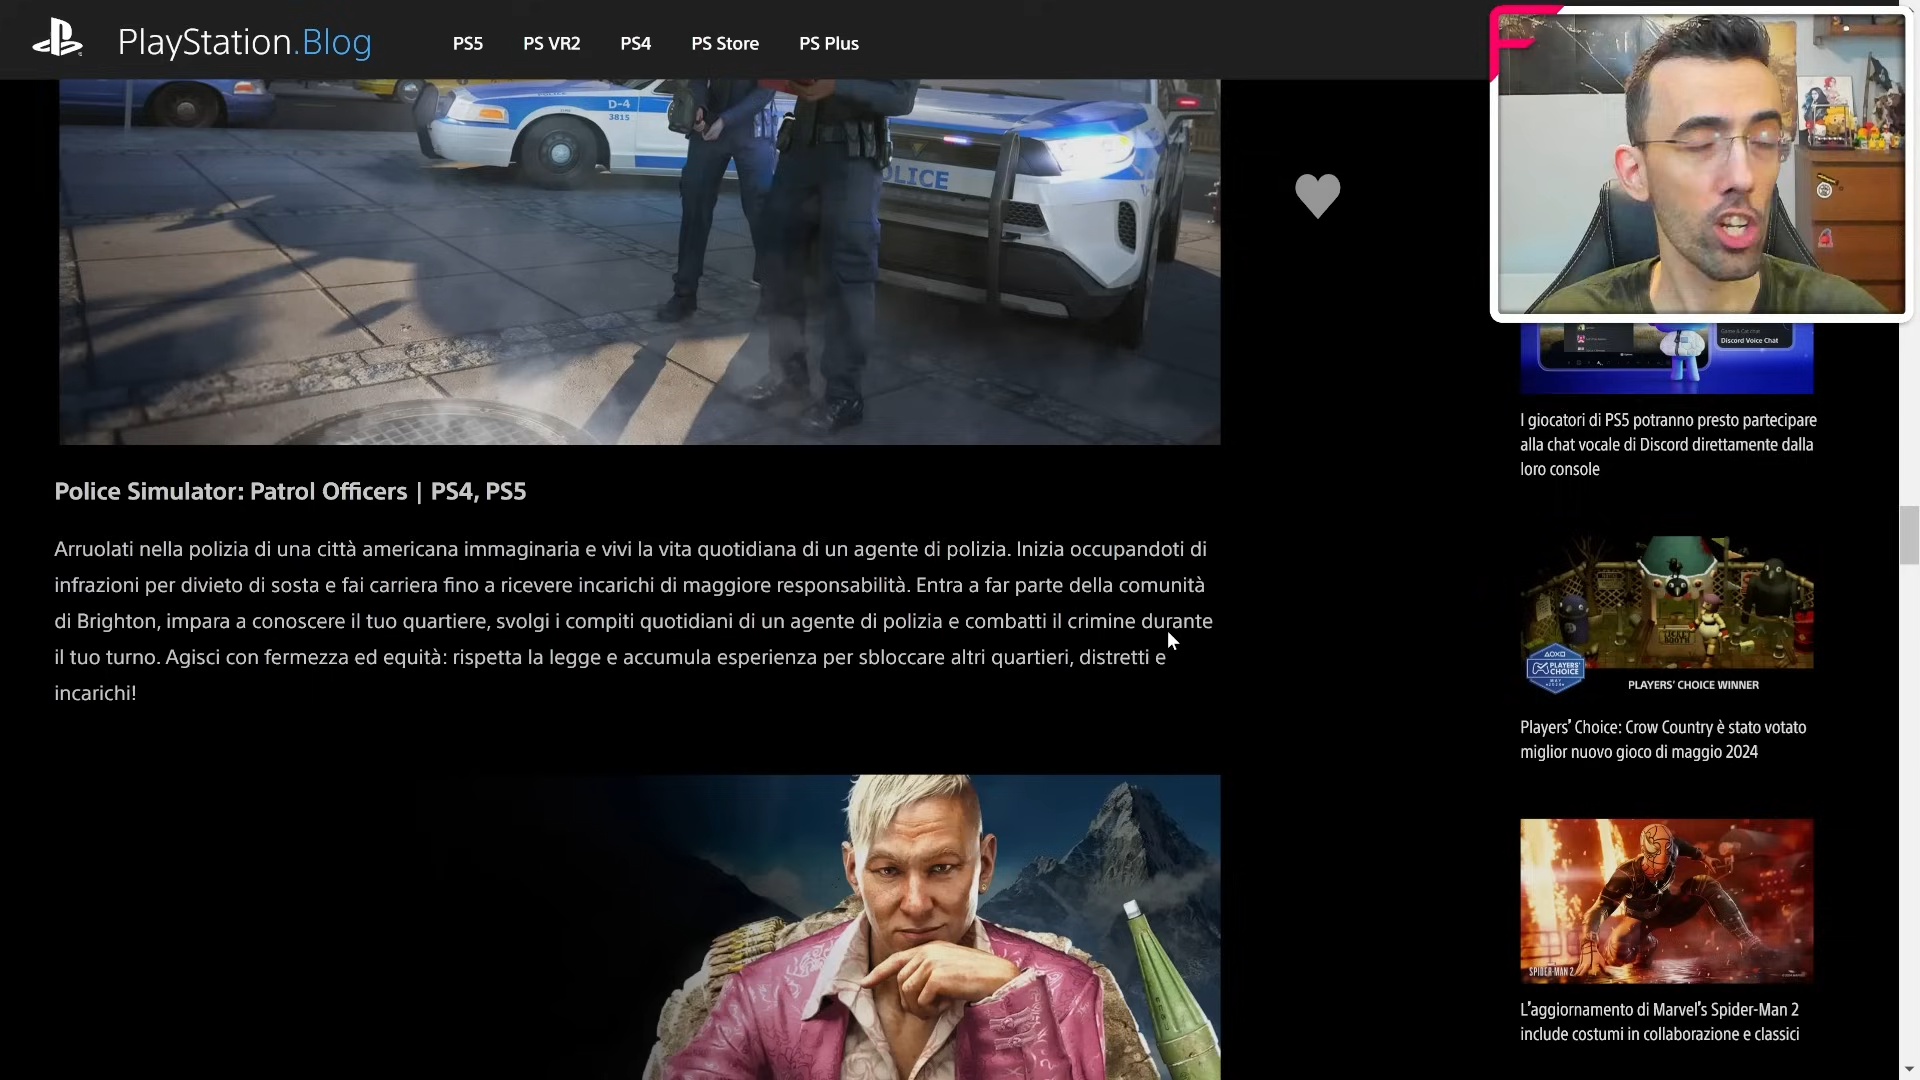 PlayStation.Blog
PS5 PS VR2 PS4 PS Store PS Plus
D-4
3815
POLICE
Police Simulator: Patrol Officers | PS4, PS5
Arruolati nella polizia di una città americana immaginaria e vivi la vita quotidiana di un agente di polizia. Inizia occupandoti di
infrazioni per divieto di sosta e fai carriera fino a ricevere incarichi di maggiore responsabilità. Entra a far parte della comunità
di Brighton, impara a conoscere il tuo quartiere, svolgi i compiti quotidiani di un agente di polizia e combatti il crimine durante
il tuo turno. Agisci con fermezza ed equità: rispetta la legge e accumula esperienza per sbloccare altri quartieri, distretti e
incarichi!
Discord Voice Chat
I giocatori di PS5 potranno presto partecipare
alla chat vocale di Discord direttamente dalla
loro console
TICKET
BOOTH
PLAYERS'
CHOICE
PLAYERS' CHOICE WINNER
Players' Choice: Crow Country è stato votato
miglior nuovo gioco di maggio 2024
SPIDER-MAN 2
L'aggiornamento di Marvel's Spider-Man 2
include costumi in collaborazione e classici